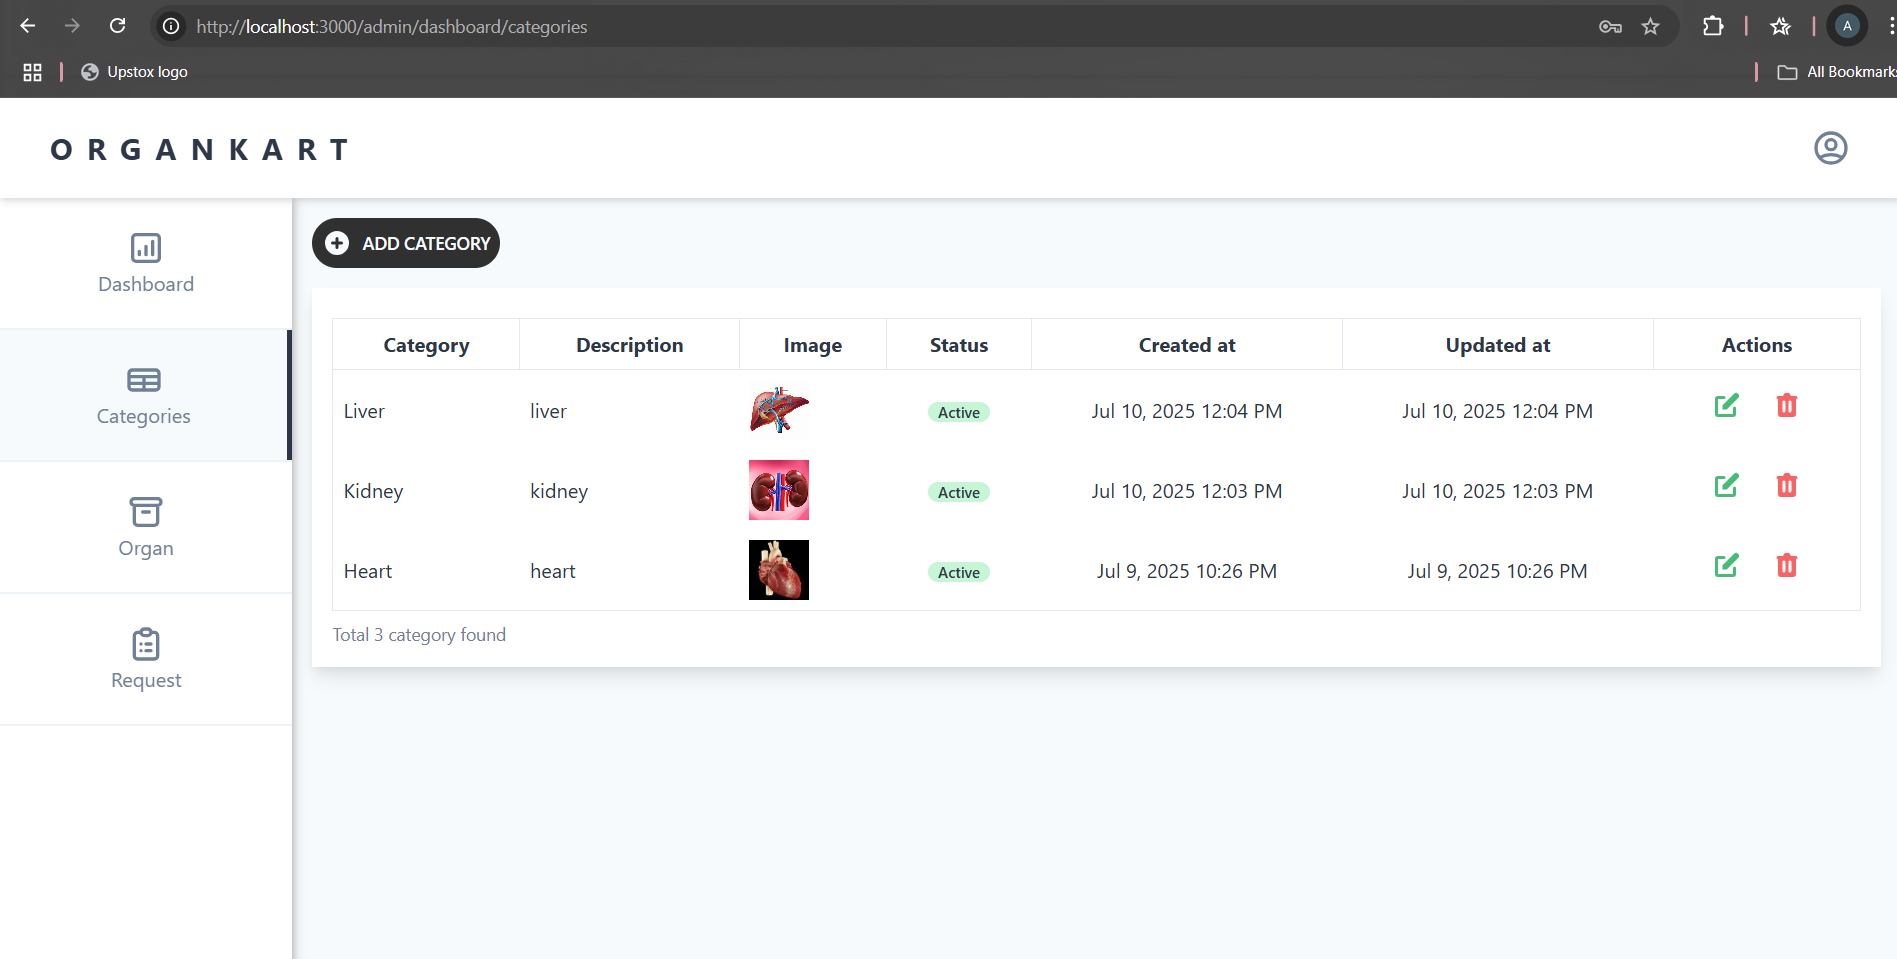 http://localhost:3000/admin/dashboard/categories
A
Upstox logo
All Bookmarks
ORGANKART
Dashboard
Categories
Organ
Request
ADD CATEGORY
Category Description Image Status Created at Updated at Actions
Liver liver Active Jul 10, 2025 12:04 PM Jul 10, 2025 12:04 PM
Kidney kidney Active Jul 10, 2025 12:03 PM Jul 10, 2025 12:03 PM
Heart heart Active Jul 9, 2025 10:26 PM Jul 9, 2025 10:26 PM
Total 3 category found